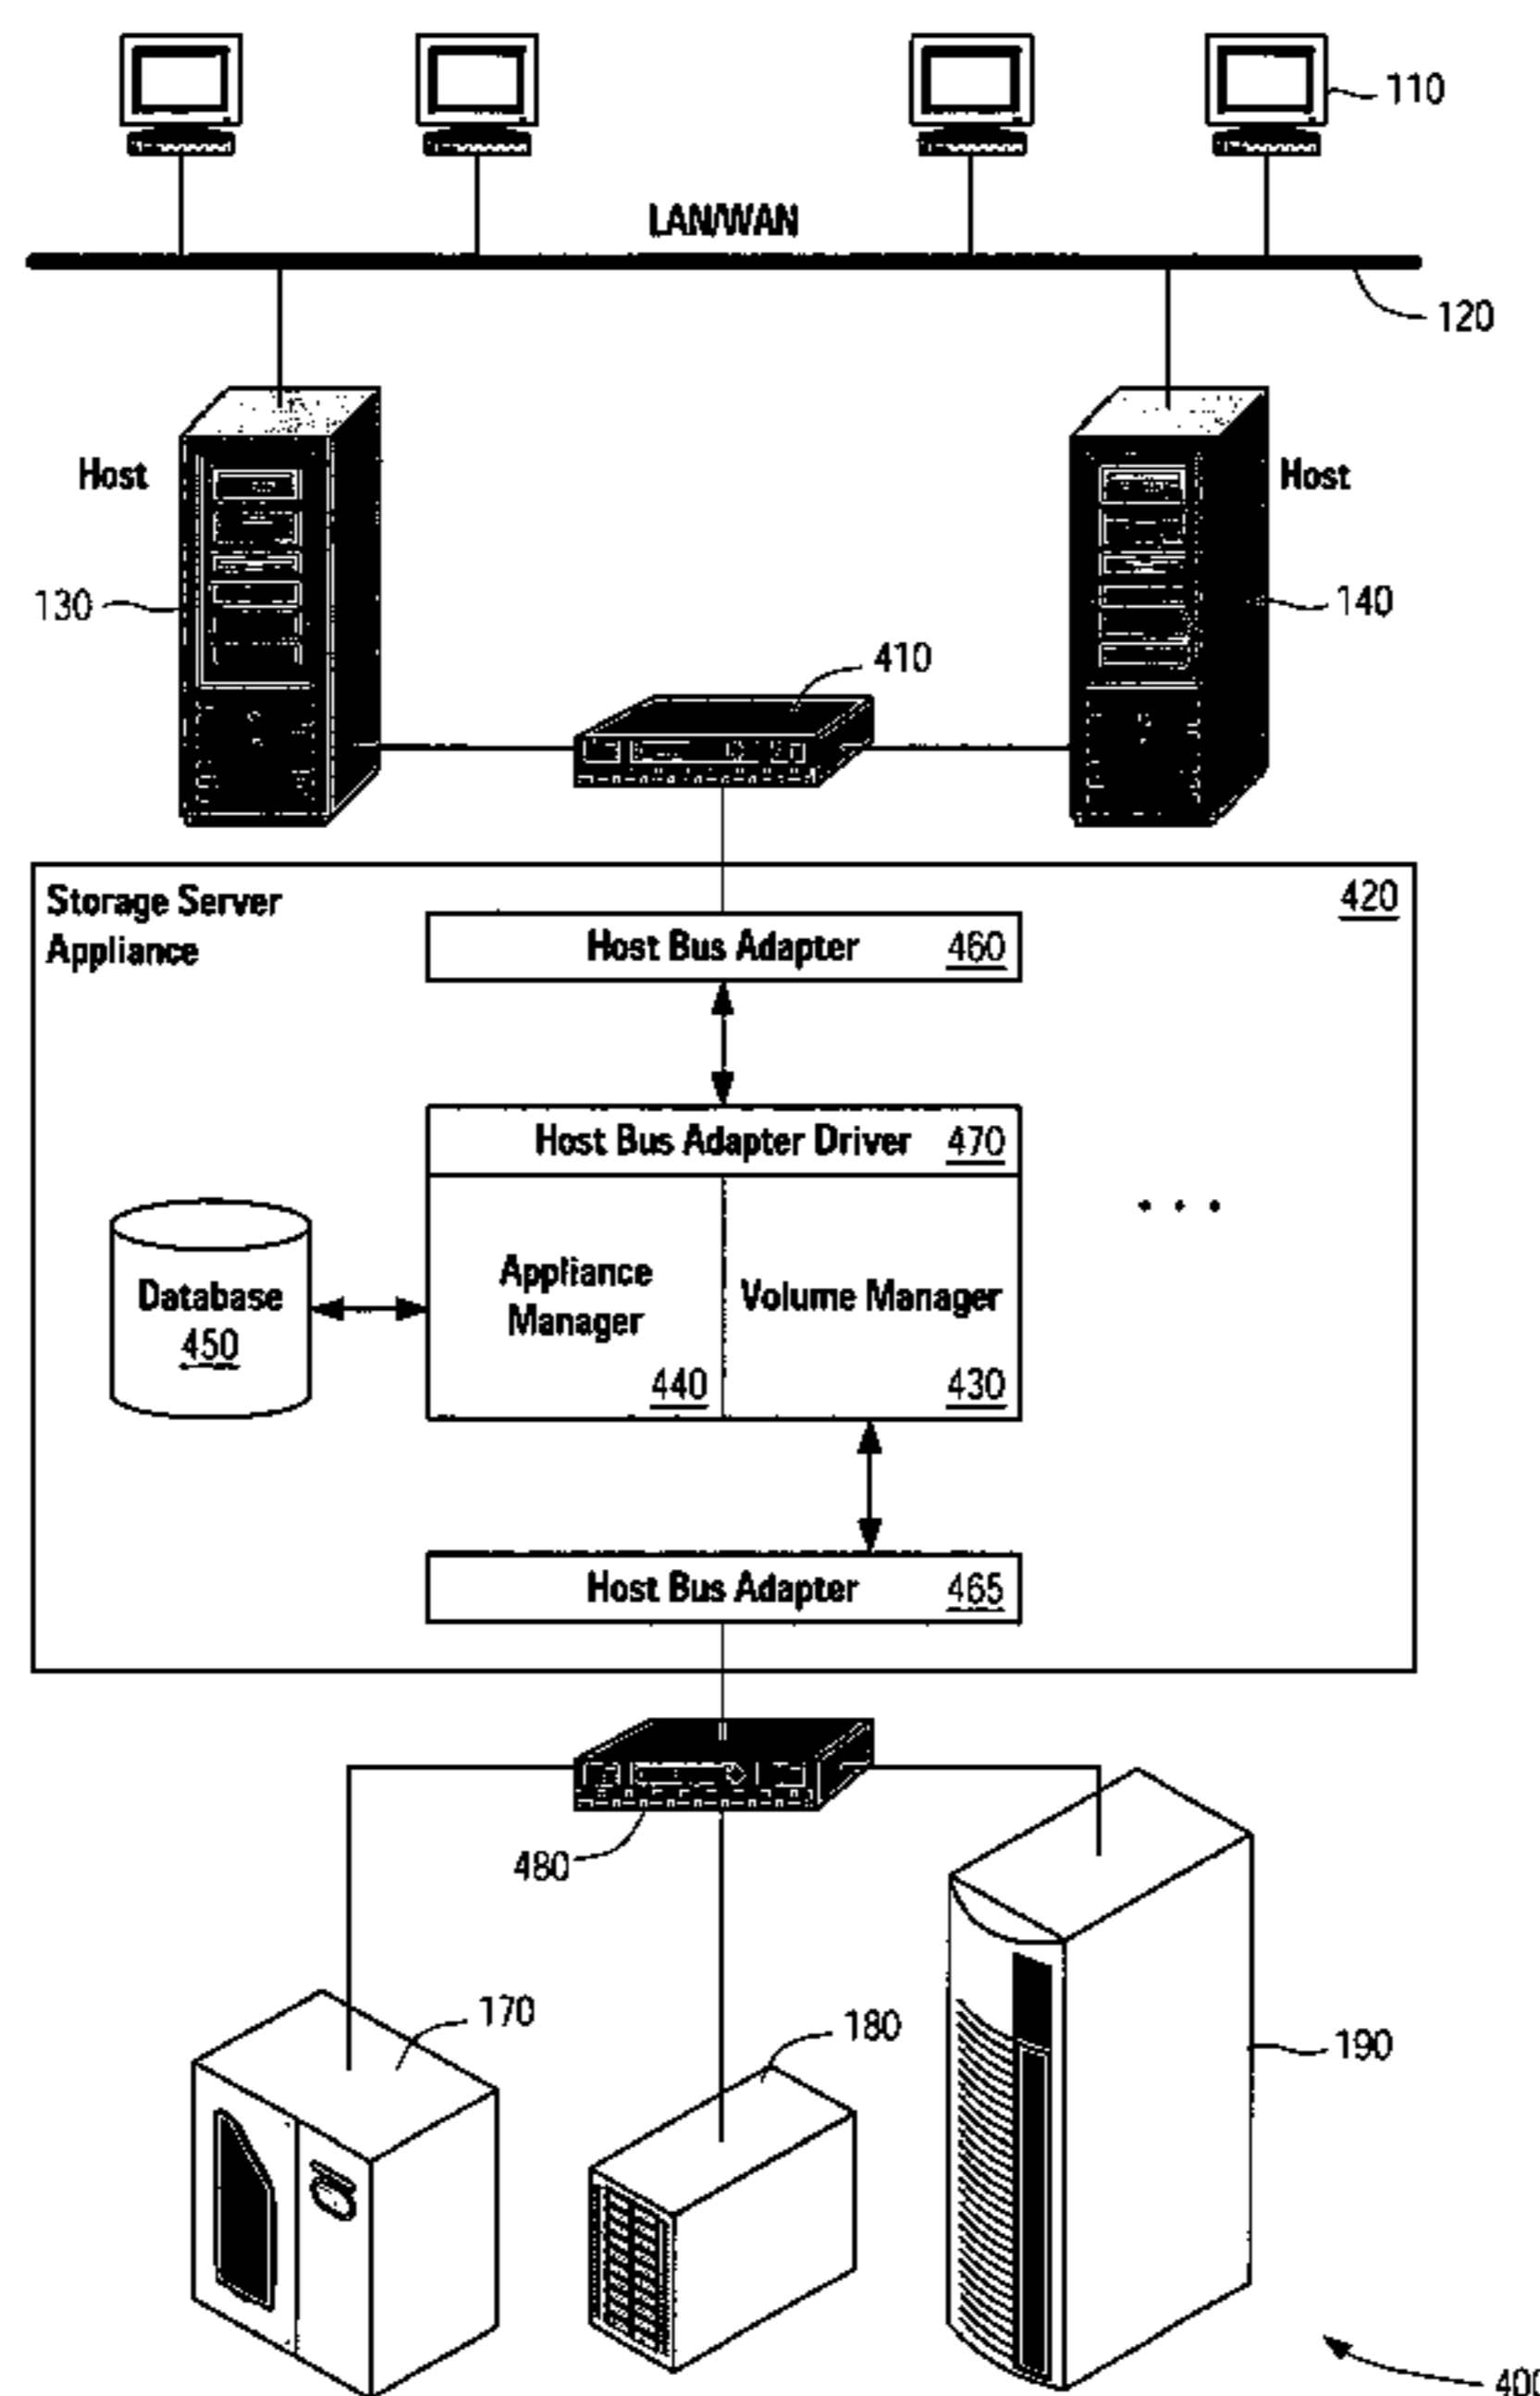 110
LAN/WAN
120
Host
Host
130
140
410
Storage Server
Appliance
420
Host Bus Adapter 460
Host Bus Adapter Driver 470
. . .
Database
450
Appliance
Manager
440
Volume Manager
430
Host Bus Adapter 465
480
170
180
190
400